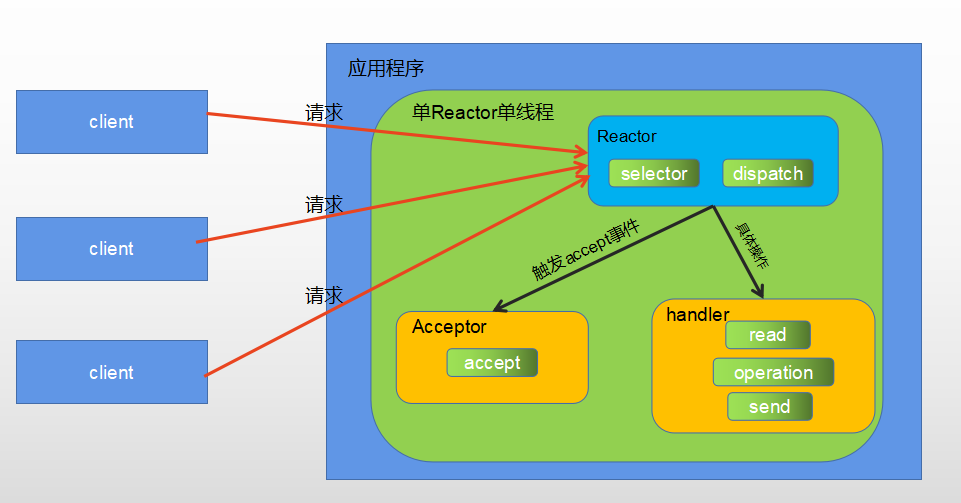 应用程序
client
请求
单Reactor单线程
Reactor
selector
dispatch
client
请求
触发accept事件
具体操作
请求
Acceptor
accept
handler
read
operation
send
client